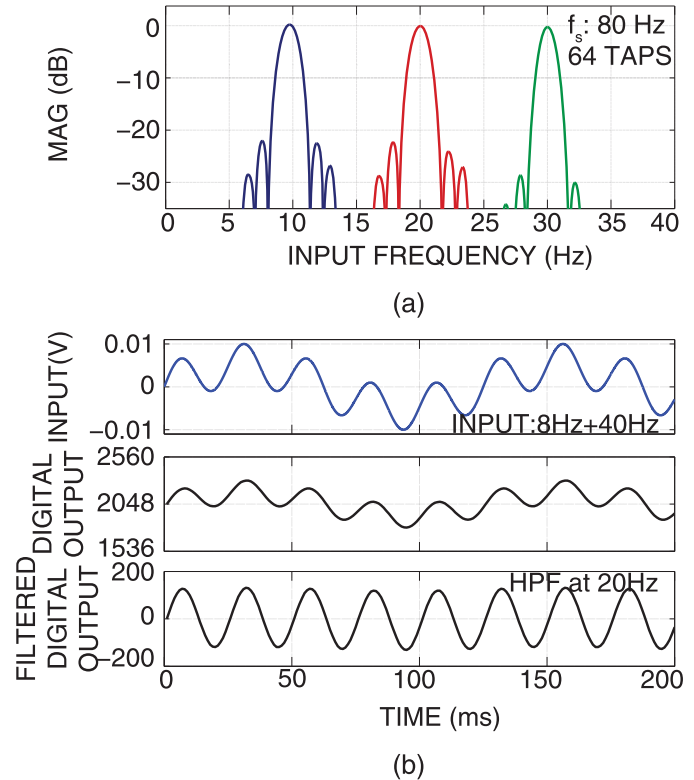 MAG (dB)
0
−10
−20
−30
f_s: 80 Hz
64 TAPS
0 5 10 15 20 25 30 35 40
INPUT FREQUENCY (Hz)
(a)
INPUT(V)
0.01
0
−0.01
INPUT:8Hz+40Hz
DIGITAL
OUTPUT
2560
2048
1536
FILTERED
DIGITAL
OUTPUT
200
0
−200
HPF at 20Hz
0 50 100 150 200
TIME (ms)
(b)